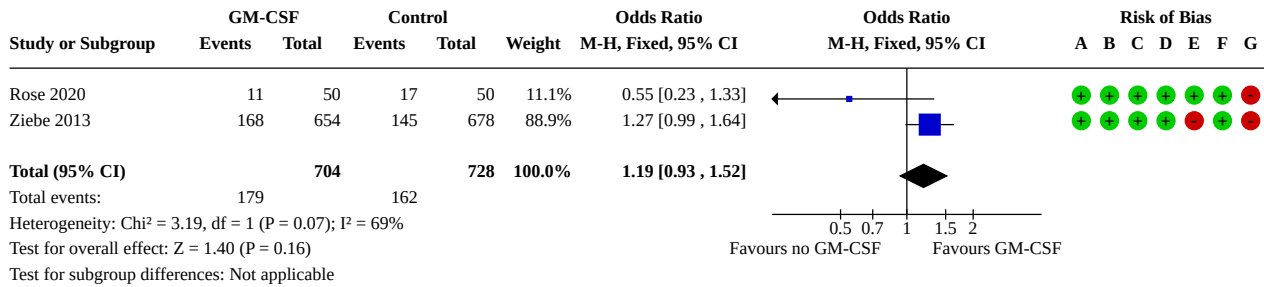 GM-CSF Control Odds Ratio Odds Ratio Risk of Bias
Study or Subgroup Events Total Events Total Weight M-H, Fixed, 95% CI M-H, Fixed, 95% CI A B C D E F G
Rose 2020 11 50 17 50 11.1% 0.55 [0.23 , 1.33] + + + + + + -
Ziebe 2013 168 654 145 678 88.9% 1.27 [0.99 , 1.64] + + + + - + -
Total (95% CI) 704 728 100.0% 1.19 [0.93 , 1.52]
Total events: 179 162
Heterogeneity: Chi² = 3.19, df = 1 (P = 0.07); I² = 69%
0.5 0.7 1 1.5 2
Test for overall effect: Z = 1.40 (P = 0.16)
Favours no GM-CSF Favours GM-CSF
Test for subgroup differences: Not applicable